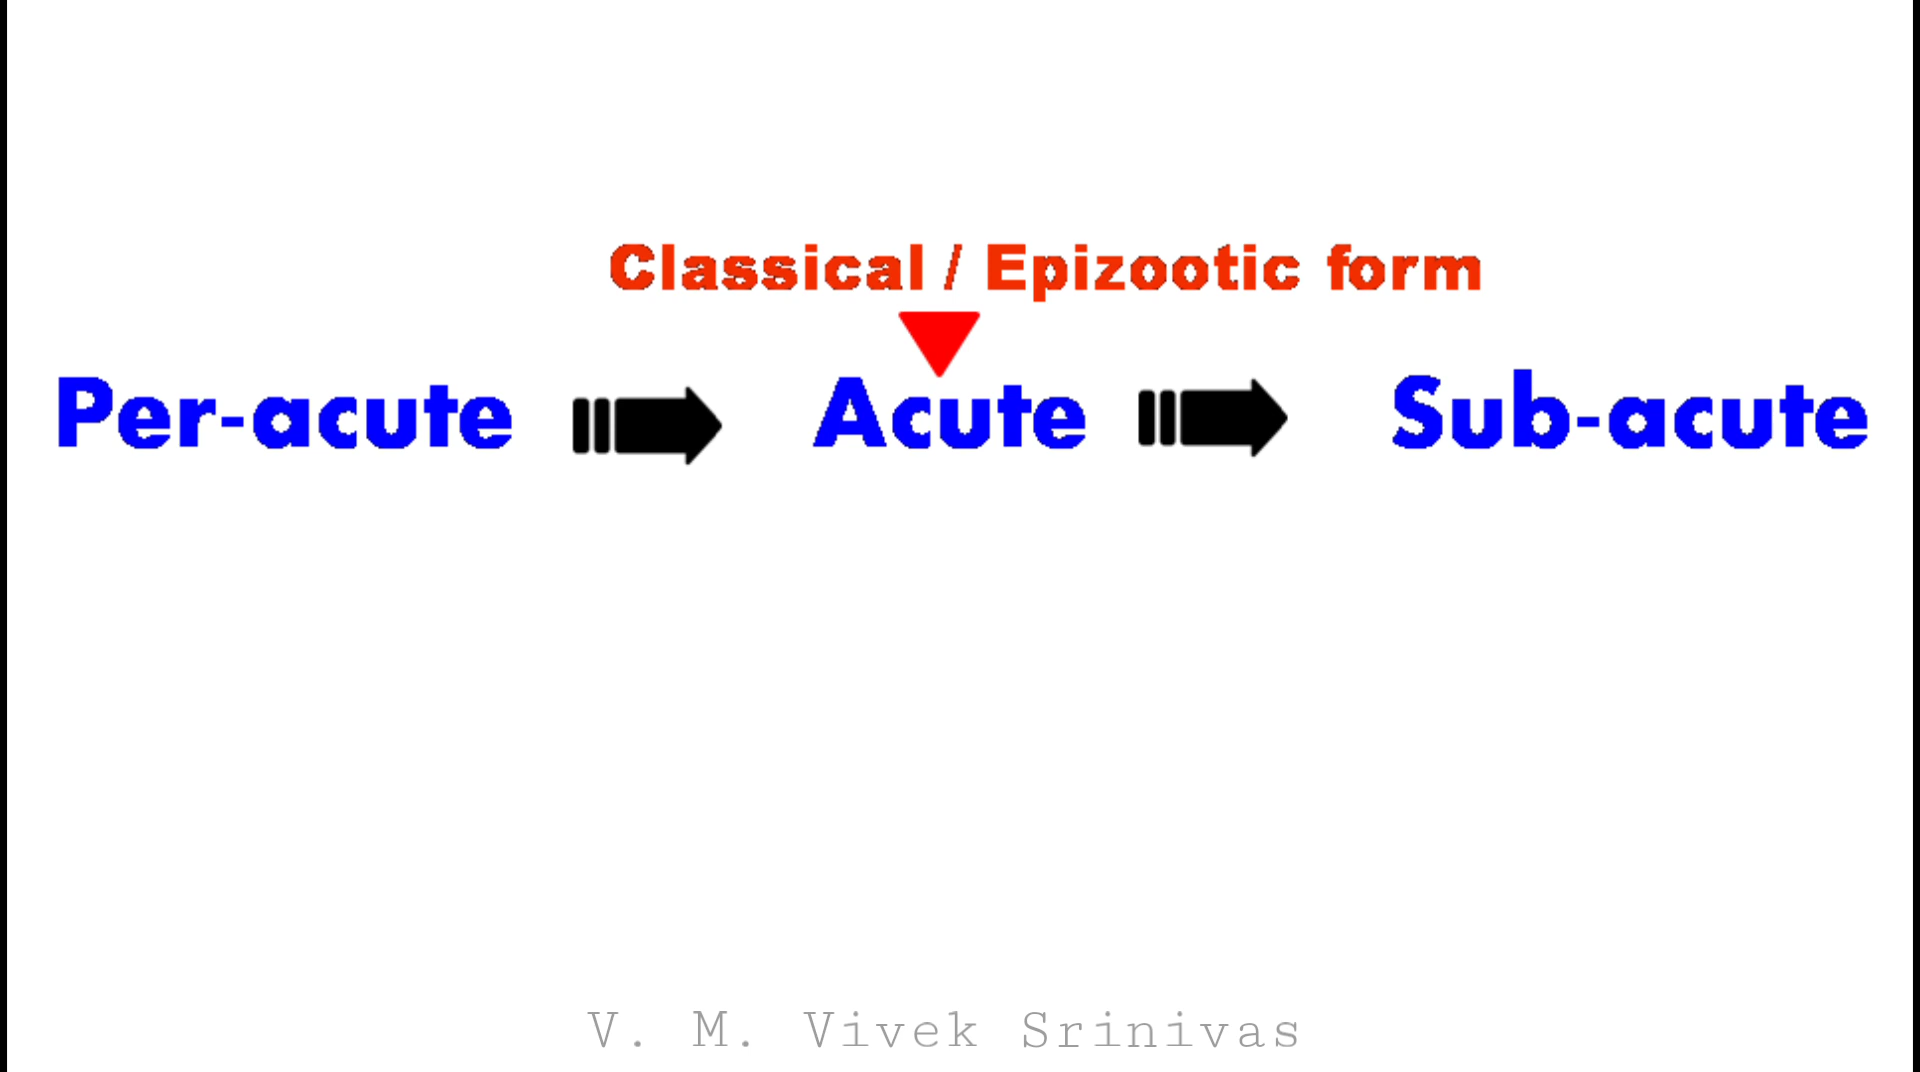 Classical / Epizootic form
Per-acute Acute Sub-acute
V. M. Vivek Srinivas